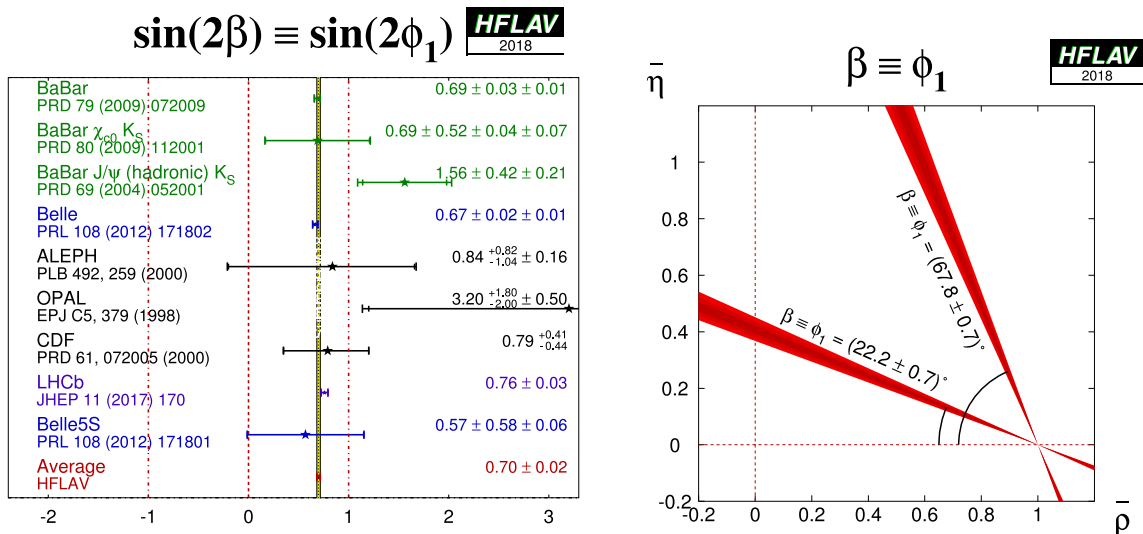 sin(2β) ≡ sin(2ϕ₁)
HFLAV
2018
BaBar
PRD 79 (2009) 072009
0.69 ± 0.03 ± 0.01
BaBar χ_c0 K_S
PRD 80 (2009) 112001
0.69 ± 0.52 ± 0.04 ± 0.07
BaBar J/ψ (hadronic) K_S
PRD 69 (2004) 052001
1.56 ± 0.42 ± 0.21
Belle
PRL 108 (2012) 171802
0.67 ± 0.02 ± 0.01
ALEPH
PLB 492, 259 (2000)
0.84 +0.82 -1.04 ± 0.16
OPAL
EPJ C5, 379 (1998)
3.20 +1.80 -2.00 ± 0.50
CDF
PRD 61, 072005 (2000)
0.79 +0.41 -0.44
LHCb
JHEP 11 (2017) 170
0.76 ± 0.03
Belle5S
PRL 108 (2012) 171801
0.57 ± 0.58 ± 0.06
Average
HFLAV
0.70 ± 0.02
-2 -1 0 1 2 3
β ≡ ϕ₁
HFLAV
2018
η̄
1
0.8
0.6
0.4
0.2
0
-0.2
β ≡ ϕ₁ = (67.8 ± 0.7)°
β ≡ ϕ₁ = (22.2 ± 0.7)°
-0.2 0 0.2 0.4 0.6 0.8 1
ρ̄